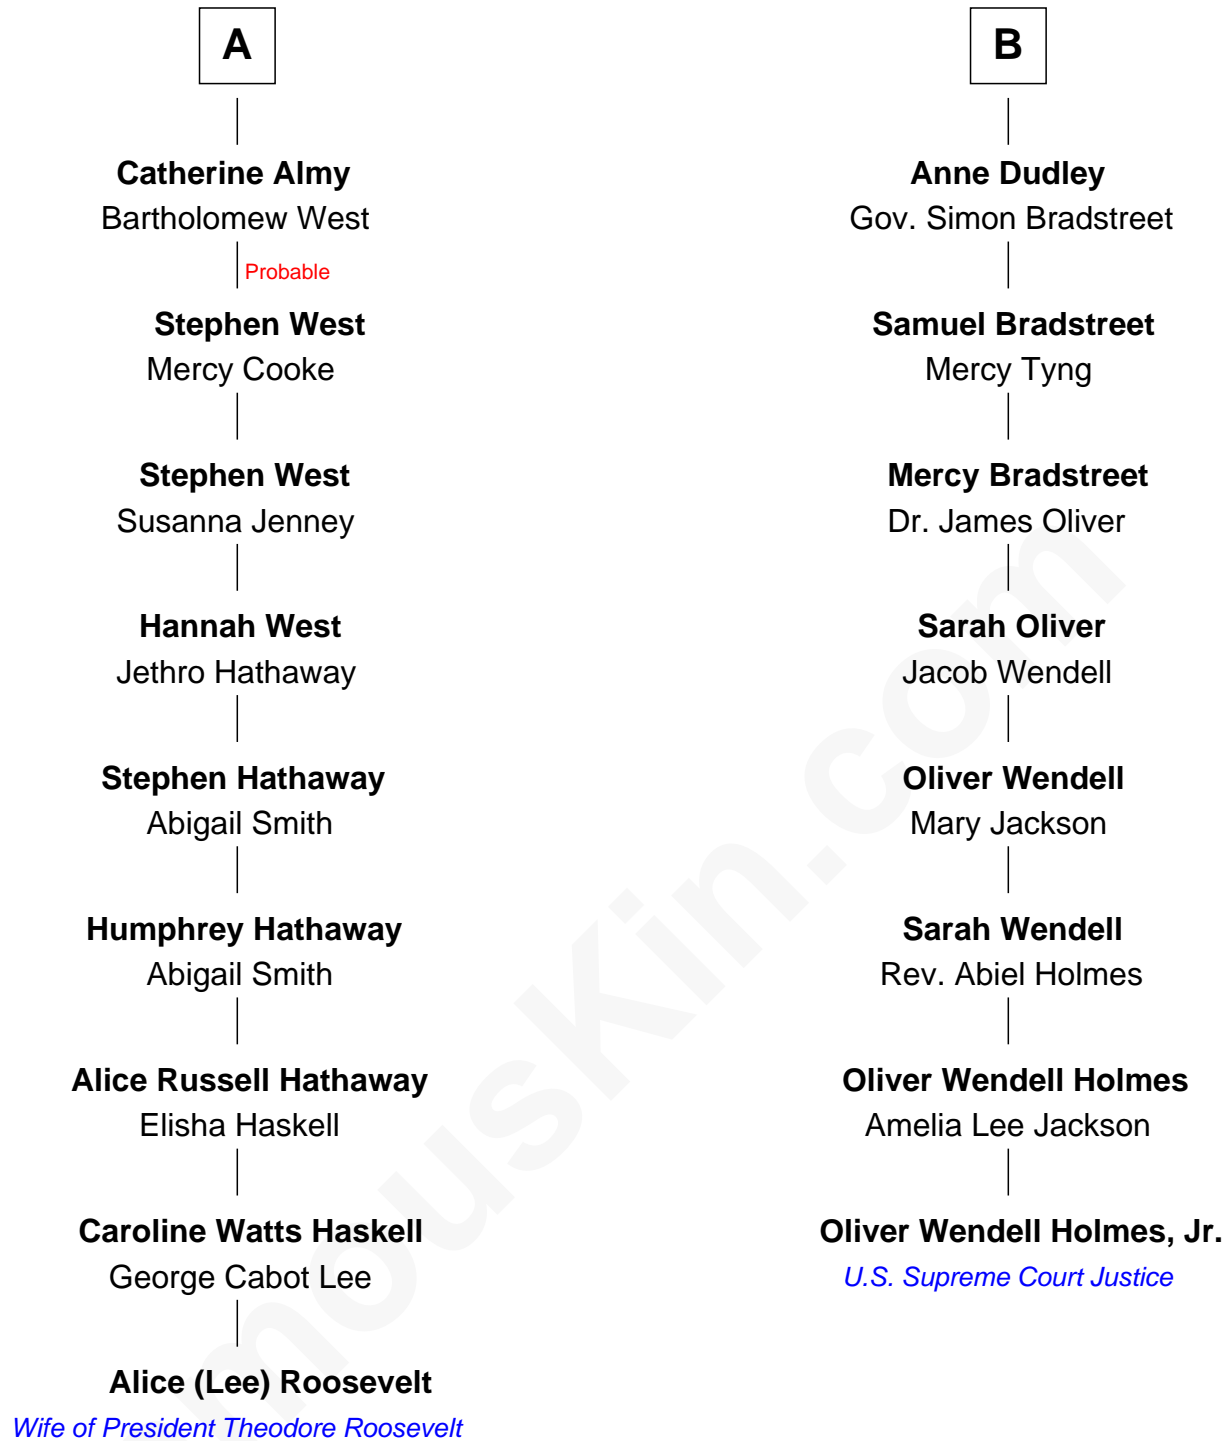 A
Catherine Almy
Bartholomew West
Probable
Stephen West
Mercy Cooke
Stephen West
Susanna Jenney
Hannah West
Jethro Hathaway
Stephen Hathaway
Abigail Smith
Humphrey Hathaway
Abigail Smith
Alice Russell Hathaway
Elisha Haskell
Caroline Watts Haskell
George Cabot Lee
Alice (Lee) Roosevelt
Wife of President Theodore Roosevelt
B
Anne Dudley
Gov. Simon Bradstreet
Samuel Bradstreet
Mercy Tyng
Mercy Bradstreet
Dr. James Oliver
Sarah Oliver
Jacob Wendell
Oliver Wendell
Mary Jackson
Sarah Wendell
Rev. Abiel Holmes
Oliver Wendell Holmes
Amelia Lee Jackson
Oliver Wendell Holmes, Jr.
U.S. Supreme Court Justice
mousKin.com